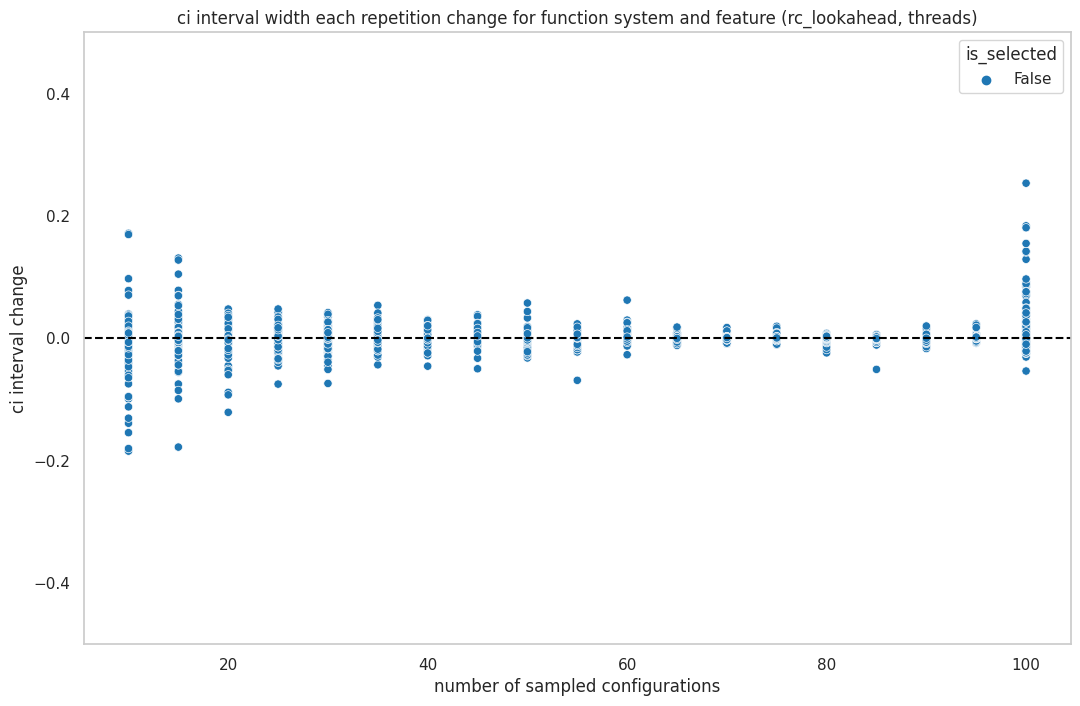 ci interval width each repetition change for function system and feature (rc_lookahead, threads)
is_selected
False
0.4
0.2
0.0
−0.2
−0.4
ci interval change
20 40 60 80 100
number of sampled configurations